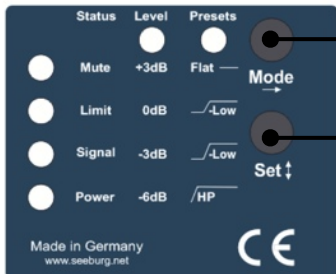 Status Level Presets
Mute +3dB Flat
Mode
Limit 0dB -Low
Signal -3dB -Low
Set
Power -6dB HP
Made in Germany
www.seeburg.net
CE